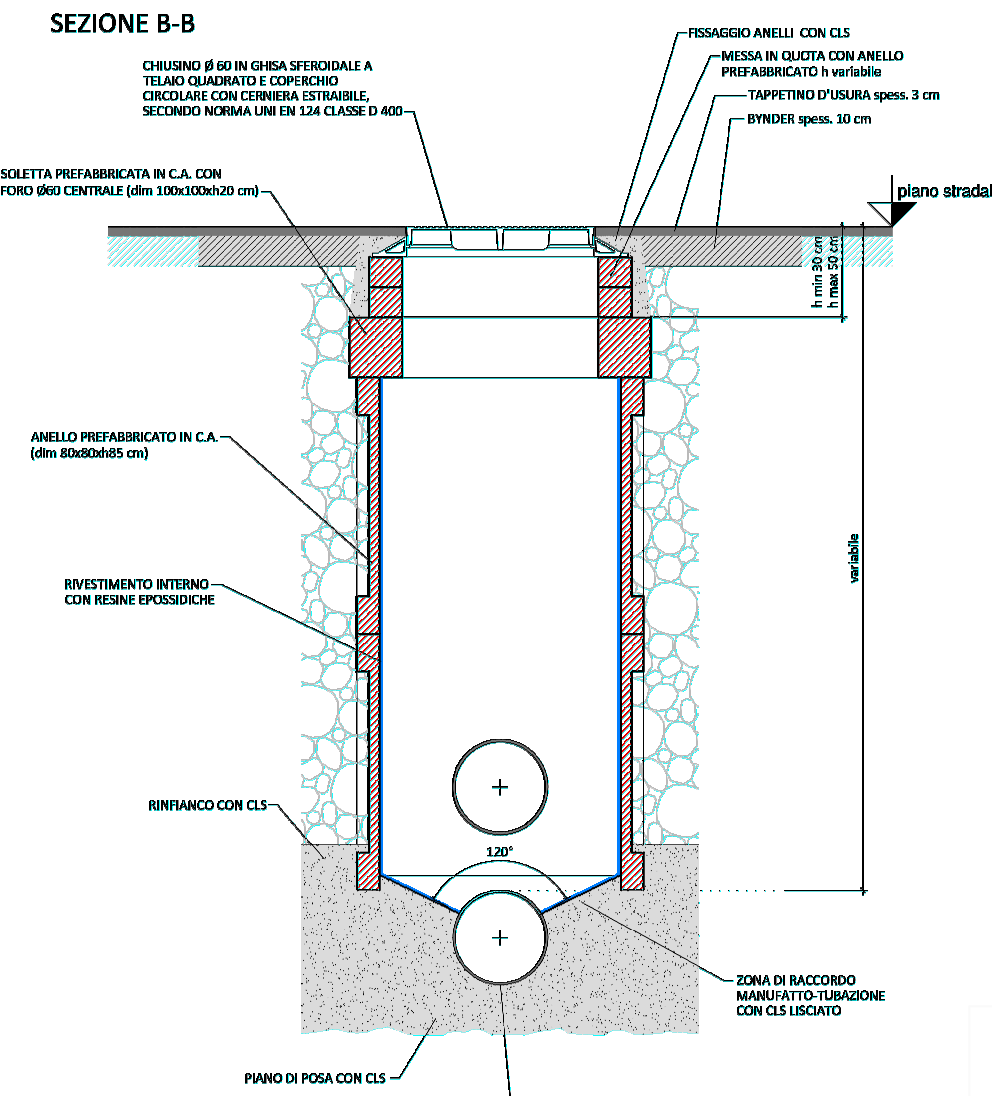 SEZIONE B-B
FISSAGGIO ANELLI CON CLS
MESSA IN QUOTA CON ANELLO
PREFABBRICATO h variabile
CHIUSINO Ø 60 IN GHISA SFEROIDALE A
TELAIO QUADRATO E COPERCHIO
CIRCOLARE CON CERNIERA ESTRAIBILE,
SECONDO NORMA UNI EN 124 CLASSE D 400
TAPPETINO D'USURA spess. 3 cm
BYNDER spess. 10 cm
SOLETTA PREFABBRICATA IN C.A. CON
FORO Ø60 CENTRALE (dim 100x100xh20 cm)
piano stradal
h min 30 cm
h max 50 cm
ANELLO PREFABBRICATO IN C.A.
(dim 80x80xh85 cm)
variabile
RIVESTIMENTO INTERNO
CON RESINE EPOSSIDICHE
RINFIANCO CON CLS
120°
ZONA DI RACCORDO
MANUFATTO-TUBAZIONE
CON CLS LISCIATO
PIANO DI POSA CON CLS